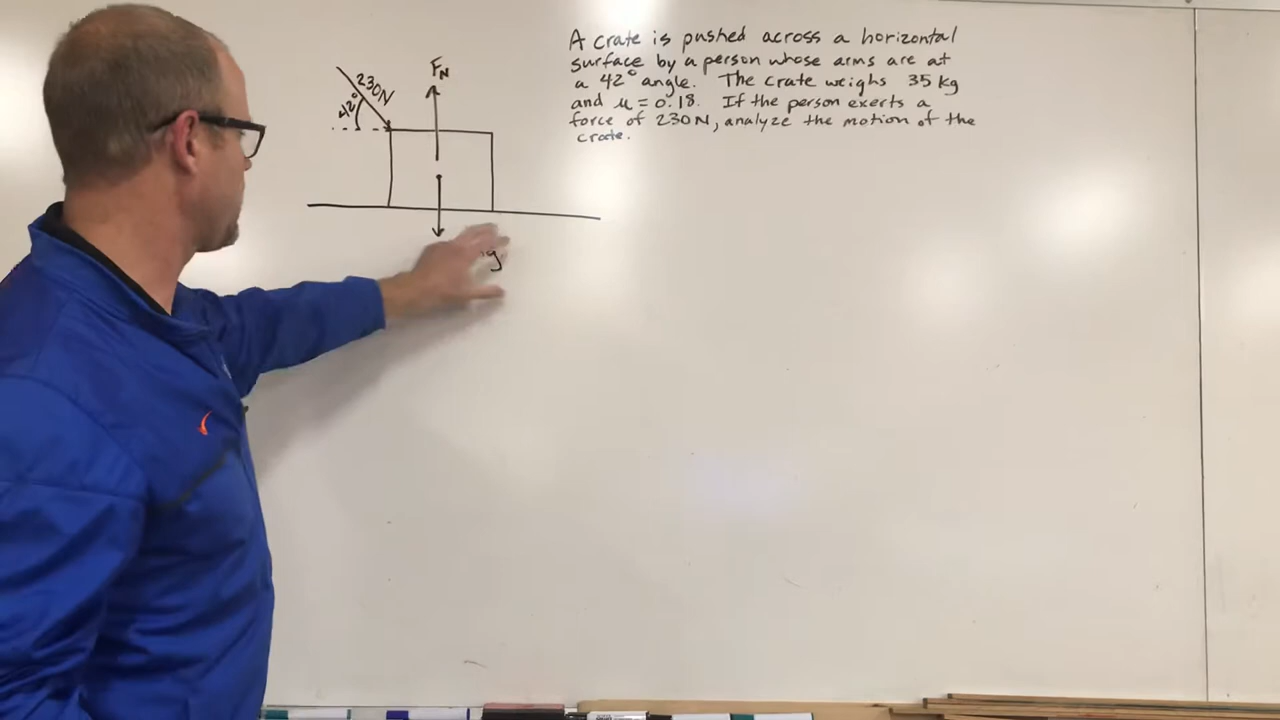 A crate is pushed across a horizontal
surface by a person whose arms are at
a 42° angle. The crate weighs 35 kg
and μ = 0.18. If the person exerts a
force of 230N, analyze the motion of the
crate.
F_N
230N
42°
g